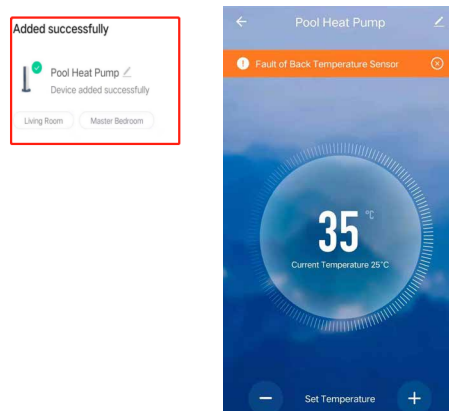 Added successfully
Pool Heat Pump
Device added successfully
Living Room
Master Bedroom
Pool Heat Pump
Fault of Back Temperature Sensor
35 °C
Current Temperature 25°C
Set Temperature